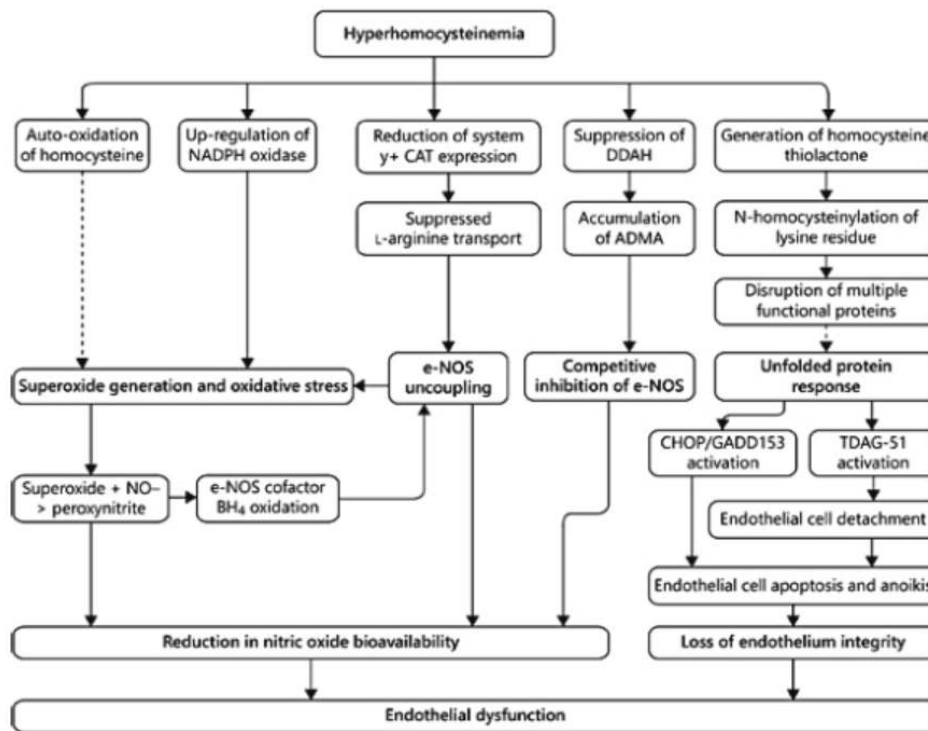 Hyperhomocysteinemia
Auto-oxidation
of homocysteine
Up-regulation of
NADPH oxidase
Reduction of system
y+ CAT expression
Suppression of
DDAH
Generation of homocysteine
thiolactone
Suppressed
L-arginine transport
Accumulation
of ADMA
N-homocysteinylation of
lysine residue
Disruption of multiple
functional proteins
Superoxide generation and oxidative stress
e-NOS
uncoupling
Competitive
inhibition of e-NOS
Unfolded protein
response
CHOP/GADD153
activation
TDAG-51
activation
Superoxide + NO–
> peroxynitrite
e-NOS cofactor
BH4 oxidation
Endothelial cell detachment
Endothelial cell apoptosis and anoikis
Reduction in nitric oxide bioavailability
Loss of endothelium integrity
Endothelial dysfunction